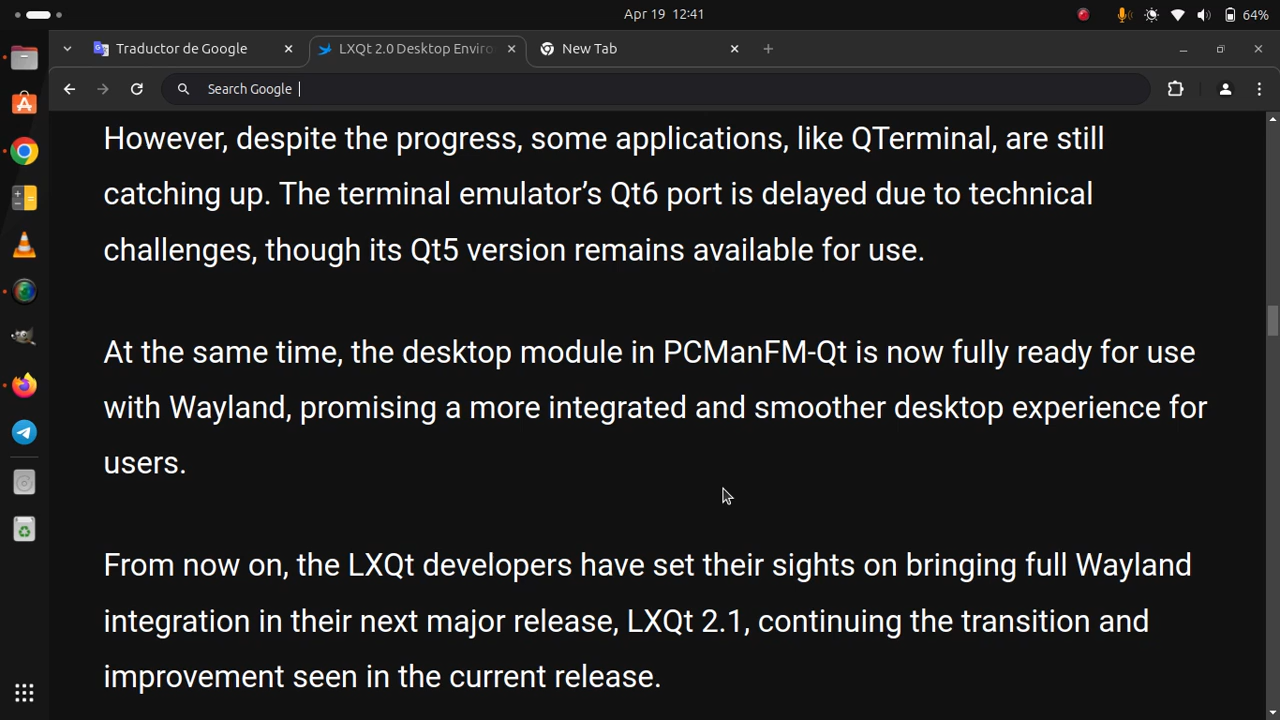 Apr 19 12:41
64%
Traductor de Google
LXQt 2.0 Desktop Enviro
New Tab
Search Google
However, despite the progress, some applications, like QTerminal, are still
catching up. The terminal emulator’s Qt6 port is delayed due to technical
challenges, though its Qt5 version remains available for use.
At the same time, the desktop module in PCManFM-Qt is now fully ready for use
with Wayland, promising a more integrated and smoother desktop experience for
users.
From now on, the LXQt developers have set their sights on bringing full Wayland
integration in their next major release, LXQt 2.1, continuing the transition and
improvement seen in the current release.